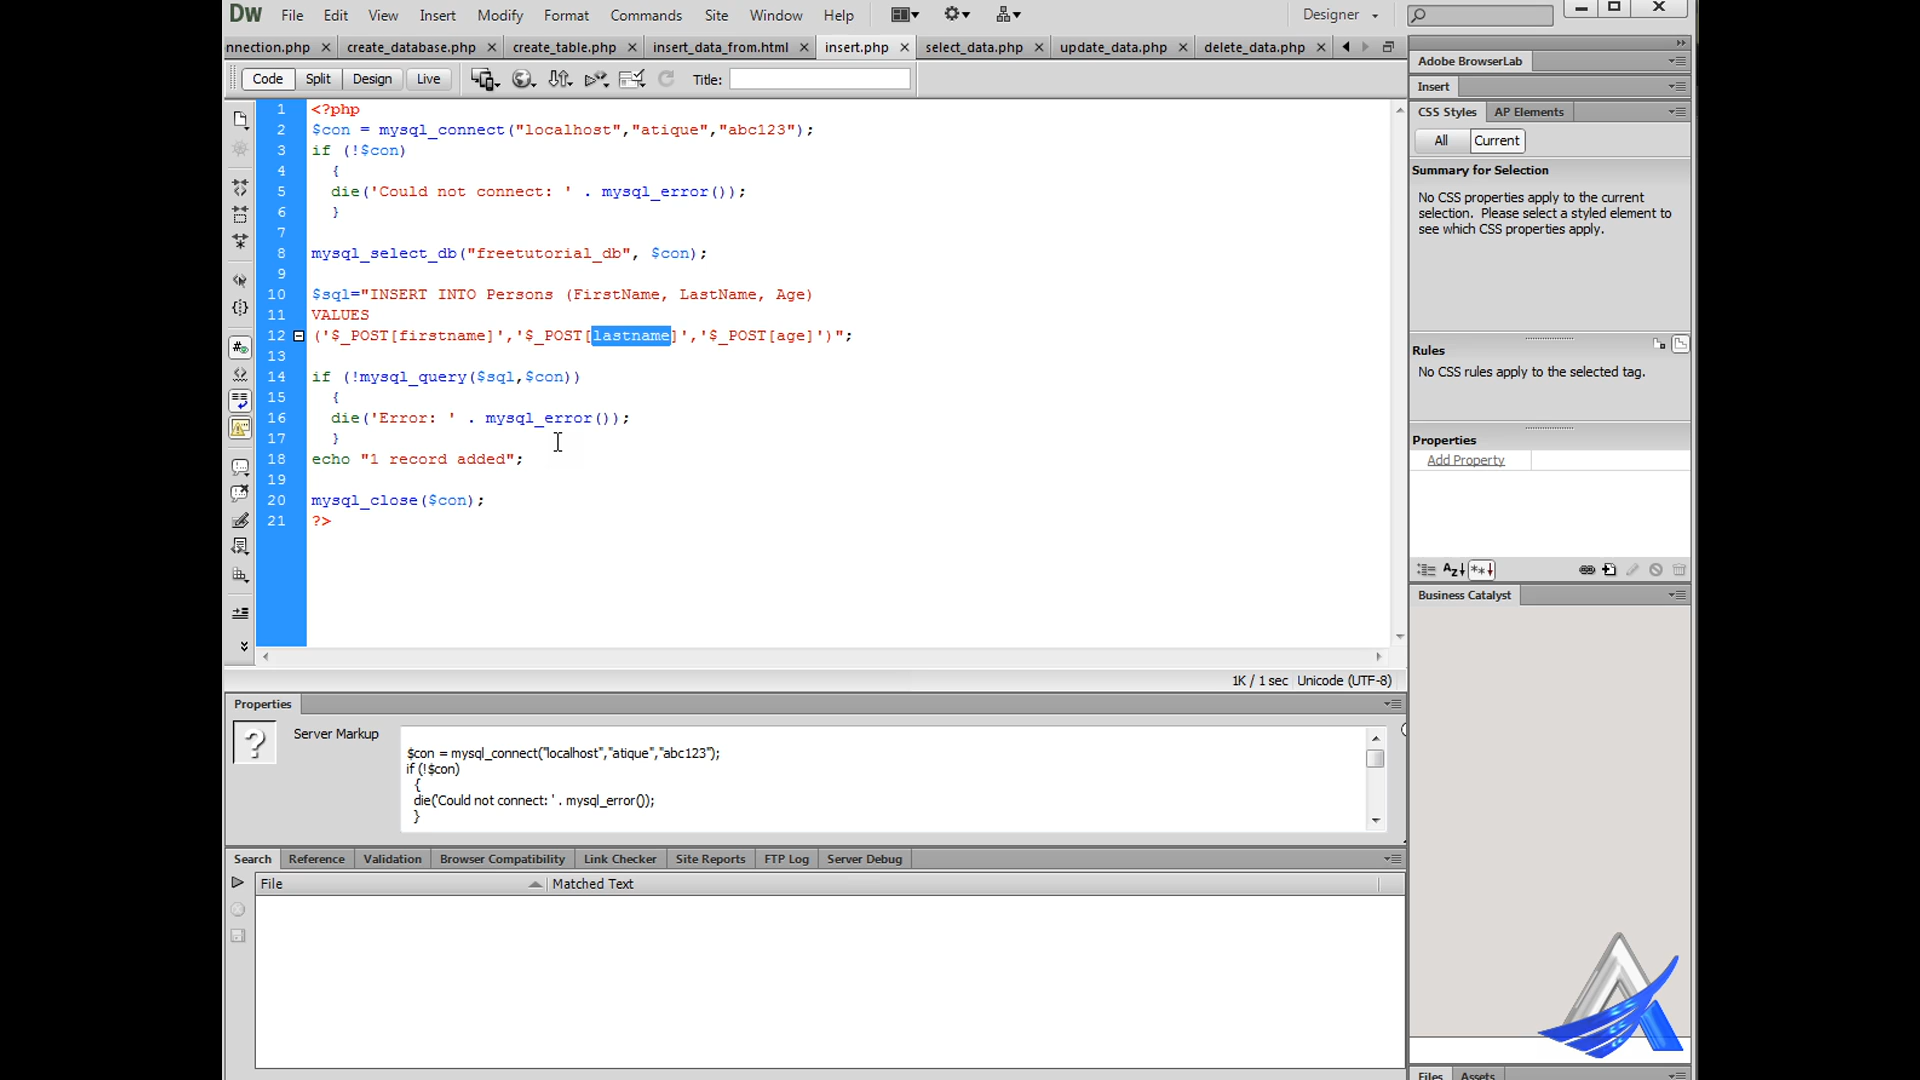 DW File Edit View Insert Modify Format Commands Site Window Help Designer
nnection.php create_database.php create_table.php insert_data_from.html insert.php select_data.php update_data.php delete_data.php
Code Split Design Live Title:
1 <?php
2 $con = mysql_connect("localhost","atique","abc123");
3 if (!$con)
4 {
5 die('Could not connect: ' . mysql_error());
6 }
7
8 mysql_select_db("freetutorial_db", $con);
9
10 $sql="INSERT INTO Persons (FirstName, LastName, Age)
11 VALUES
12 ('$_POST[firstname]','$_POST[lastname]','$_POST[age]')";
13
14 if (!mysql_query($sql,$con))
15 {
16 die('Error: ' . mysql_error());
17 }
18 echo "1 record added";
19
20 mysql_close($con);
21 ?>
1K / 1 sec Unicode (UTF-8)
Properties
Server Markup
$con = mysql_connect("localhost","atique","abc123");
if (!$con)
{
die('Could not connect: ' . mysql_error());
}
Search Reference Validation Browser Compatibility Link Checker Site Reports FTP Log Server Debug
File Matched Text
Adobe BrowserLab
Insert
CSS Styles AP Elements
All Current
Summary for Selection
No CSS properties apply to the current
selection. Please select a styled element to
see which CSS properties apply.
Rules
No CSS rules apply to the selected tag.
Properties
Add Property
Business Catalyst
Files Assets